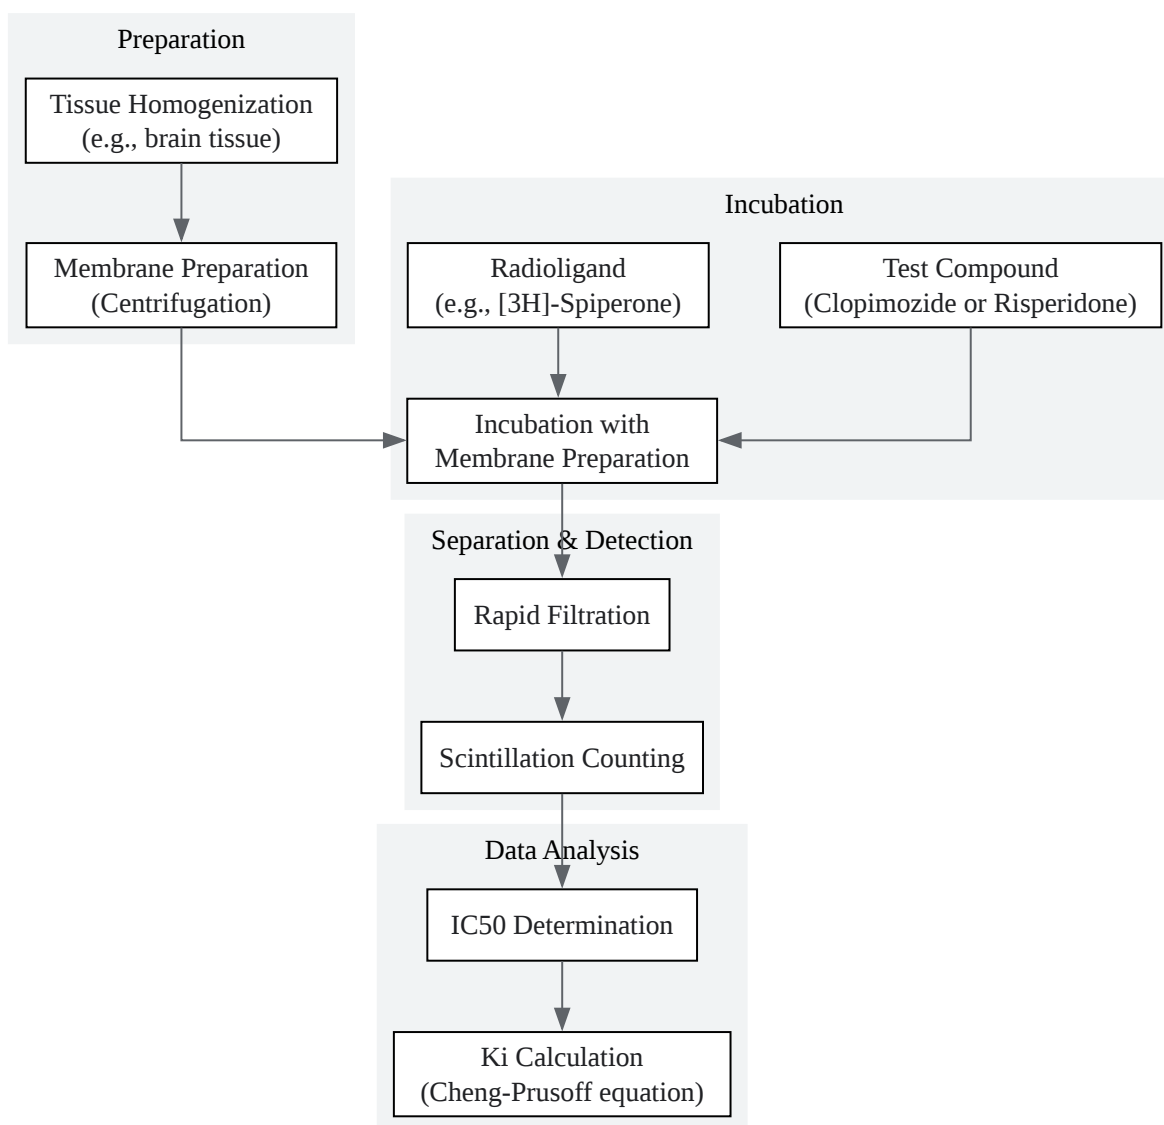 Preparation
Tissue Homogenization
(e.g., brain tissue)
Membrane Preparation
(Centrifugation)
Incubation
Radioligand
(e.g., [3H]-Spiperone)
Test Compound
(Clopimozide or Risperidone)
Incubation with
Membrane Preparation
Separation & Detection
Rapid Filtration
Scintillation Counting
Data Analysis
IC50 Determination
Ki Calculation
(Cheng-Prusoff equation)